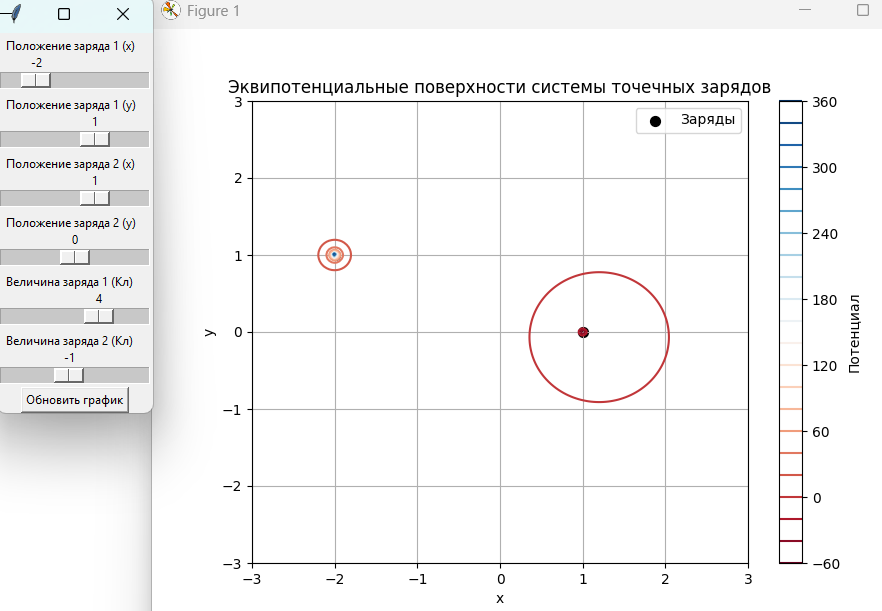 Figure 1
Положение заряда 1 (x)
-2
Положение заряда 1 (y)
1
Положение заряда 2 (x)
1
Положение заряда 2 (y)
0
Величина заряда 1 (Кл)
4
Величина заряда 2 (Кл)
-1
Обновить график
Эквипотенциальные поверхности системы точечных зарядов
Заряды
3
2
1
0
−1
−2
−3
y
−3
−2
−1
0
1
2
3
x
360
300
240
180
120
60
0
−60
Потенциал